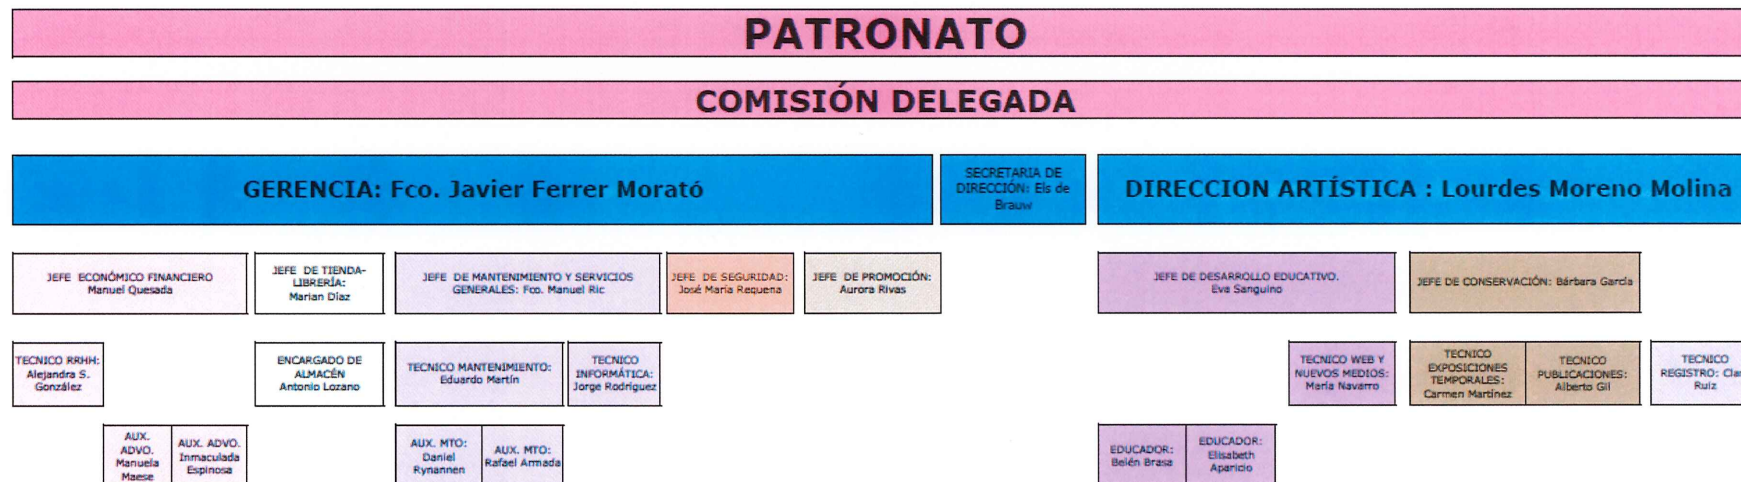 PATRONATO
COMISIÓN DELEGADA
GERENCIA: Fco. Javier Ferrer Morató
SECRETARIA DE
DIRECCIÓN: Els de
Brauw
DIRECCION ARTÍSTICA : Lourdes Moreno Molina
JEFE ECONÓMICO FINANCIERO
Manuel Quesada
JEFE DE TIENDA-
LIBRERÍA:
Marian Díaz
JEFE DE MANTENIMIENTO Y SERVICIOS
GENERALES: Fco. Manuel Ric
JEFE DE SEGURIDAD:
José María Requena
JEFE DE PROMOCIÓN:
Aurora Rivas
JEFE DE DESARROLLO EDUCATIVO.
Eva Sanguino
JEFE DE CONSERVACIÓN: Bárbara García
TECNICO RRHH:
Alejandra S.
González
ENCARGADO DE
ALMACÉN
Antonio Lozano
TECNICO MANTENIMIENTO:
Eduardo Martín
TECNICO
INFORMÁTICA:
Jorge Rodríguez
TECNICO WEB Y
NUEVOS MEDIOS:
María Navarro
TECNICO
EXPOSICIONES
TEMPORALES:
Carmen Martínez
TECNICO
PUBLICACIONES:
Alberto Gil
TECNICO
REGISTRO:
Ruiz
AUX.
ADVO.
Manuela
Maese
AUX. ADVO.
Inmaculada
Espinosa
AUX. MTO:
Daniel
Rynannen
AUX. MTO:
Rafael Armada
EDUCADOR:
Belén Brasa
EDUCADOR:
Elisabeth
Aparicio